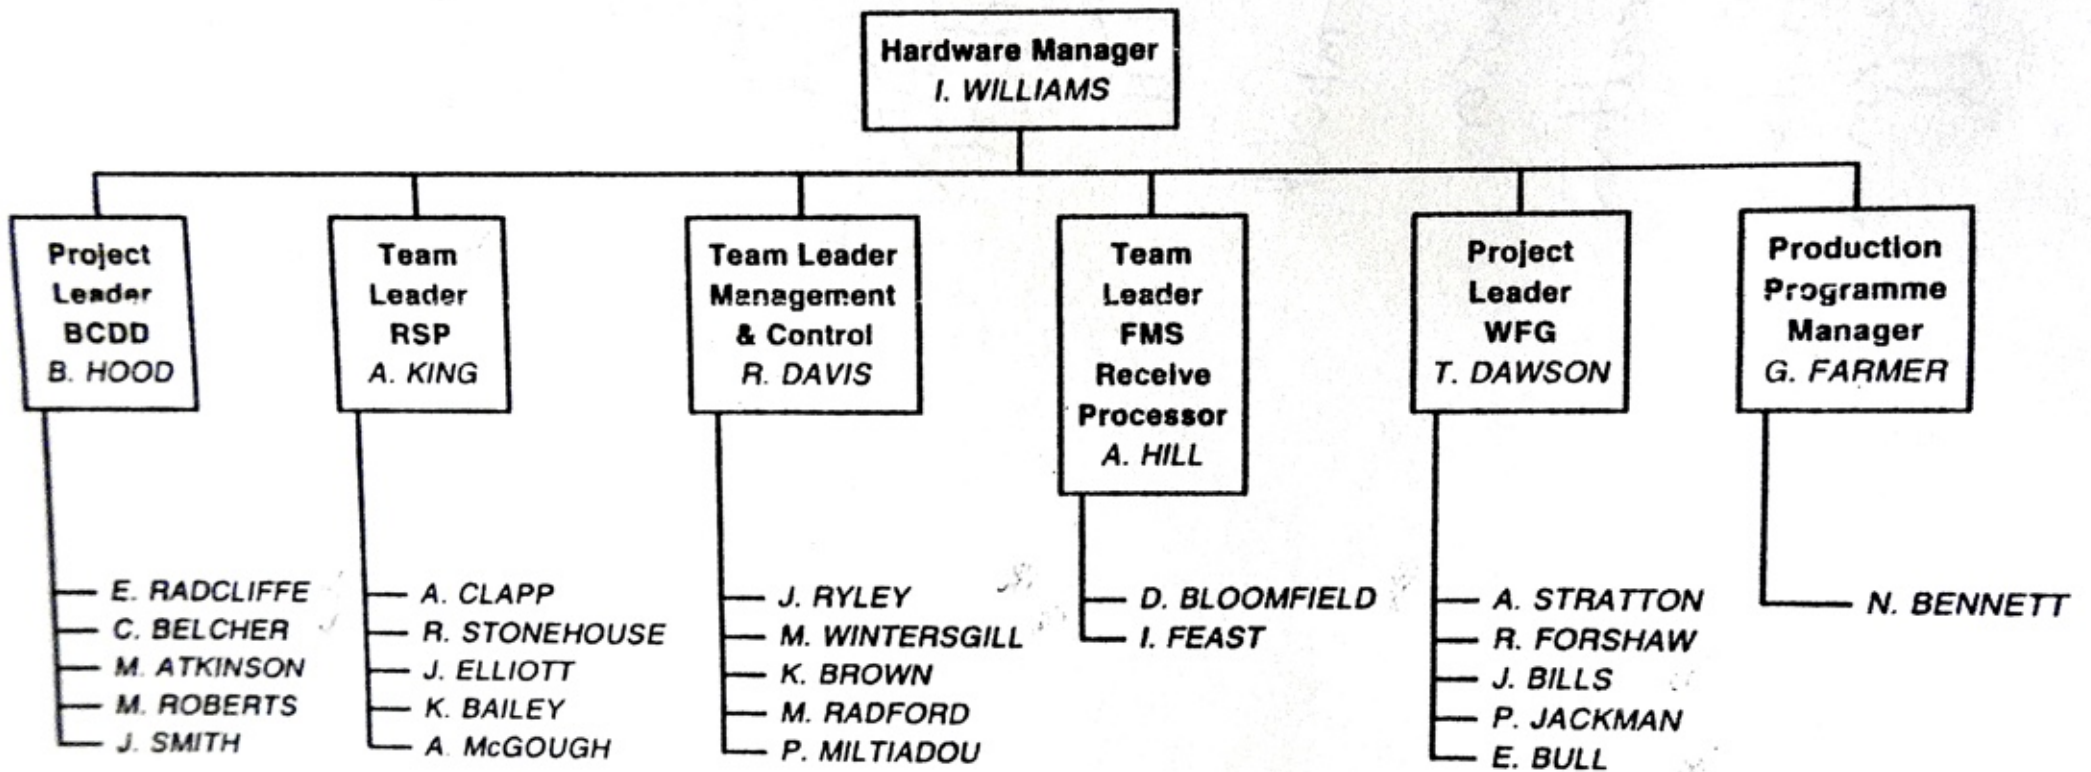 Hardware Manager
I. WILLIAMS
Project
Leader
BCDD
B. HOOD
E. RADCLIFFE
C. BELCHER
M. ATKINSON
M. ROBERTS
J. SMITH
Team
Leader
RSP
A. KING
A. CLAPP
R. STONEHOUSE
J. ELLIOTT
K. BAILEY
A. McGOUGH
Team Leader
Management
& Control
R. DAVIS
J. RYLEY
M. WINTERSGILL
K. BROWN
M. RADFORD
P. MILTIADOU
Team
Leader
FMS
Receive
Processor
A. HILL
D. BLOOMFIELD
I. FEAST
Project
Leader
WFG
T. DAWSON
A. STRATTON
R. FORSHAW
J. BILLS
P. JACKMAN
E. BULL
Production
Programme
Manager
G. FARMER
N. BENNETT